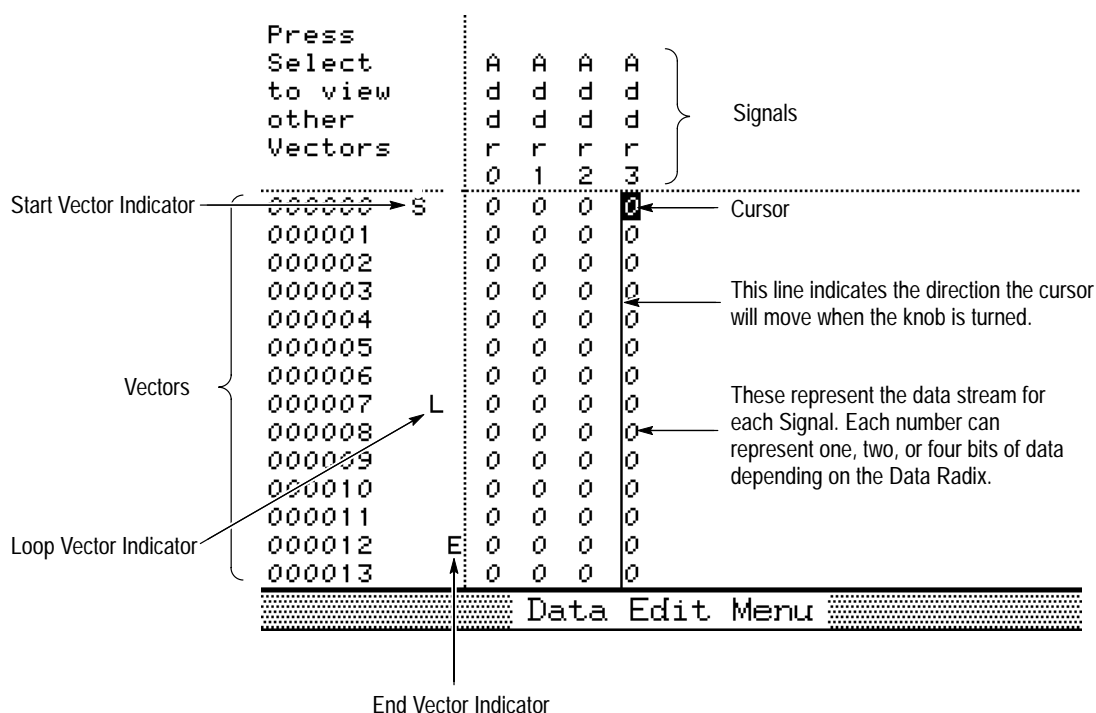 Press
Select
to view
other
Vectors
A A A A
d d d d
d d d d
r r r r
0 1 2 3
Signals
Start Vector Indicator
000000 S 0 0 0 0
Cursor
000001 0 0 0 0
000002 0 0 0 0
000003 0 0 0 0
This line indicates the direction the cursor
will move when the knob is turned.
000004 0 0 0 0
000005 0 0 0 0
000006 0 0 0 0
Vectors
000007 L 0 0 0 0
These represent the data stream for
each Signal. Each number can
represent one, two, or four bits of data
depending on the Data Radix.
000008 0 0 0 0
000009 0 0 0 0
000010 0 0 0 0
000011 0 0 0 0
Loop Vector Indicator
000012 E 0 0 0 0
000013 0 0 0 0
Data Edit Menu
End Vector Indicator